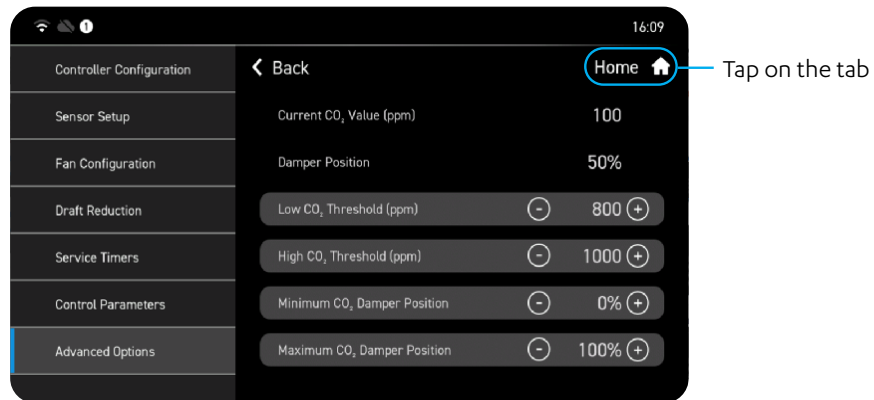 1 16:09
Controller Configuration
Back Home
Tap on the tab
Sensor Setup
Current CO₂ Value (ppm) 100
Fan Configuration
Damper Position 50%
Draft Reduction
Low CO₂ Threshold (ppm) - 800 +
Service Timers
High CO₂ Threshold (ppm) - 1000 +
Control Parameters
Minimum CO₂ Damper Position - 0% +
Advanced Options
Maximum CO₂ Damper Position - 100% +